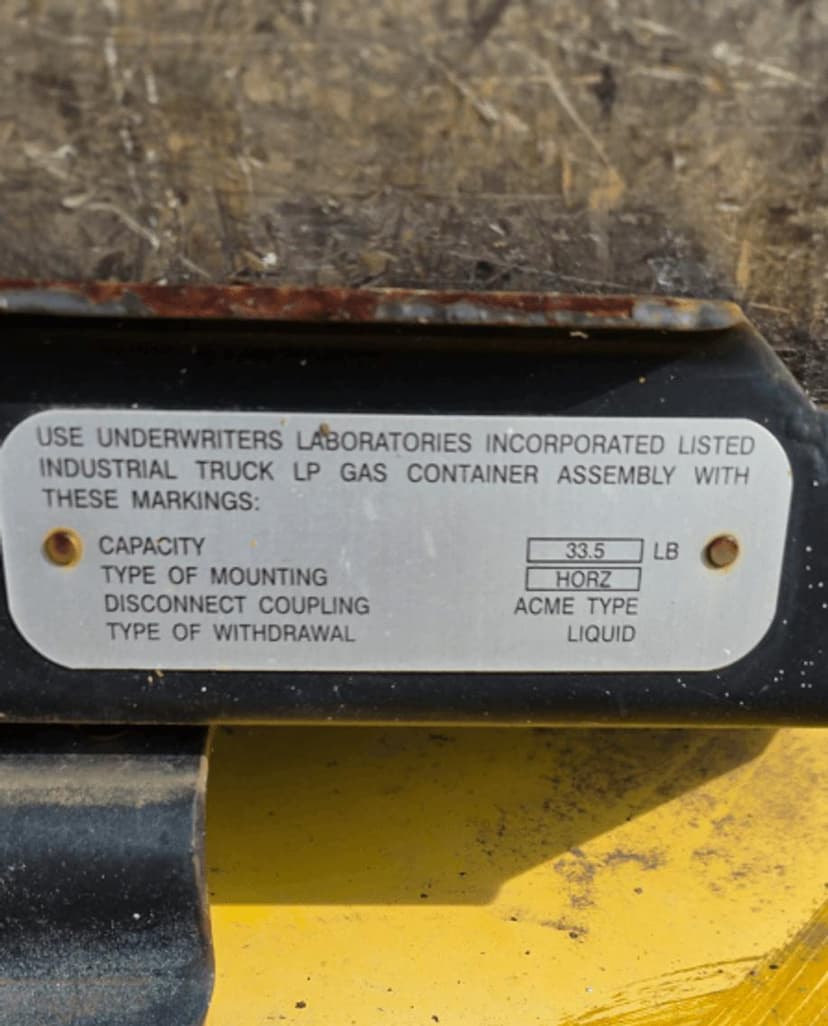 USE UNDERWRITERS LABORATORIES INCORPORATED LISTED
INDUSTRIAL TRUCK LP GAS CONTAINER ASSEMBLY WITH
THESE MARKINGS:
CAPACITY 33.5 LB
TYPE OF MOUNTING HORZ
DISCONNECT COUPLING ACME TYPE
TYPE OF WITHDRAWAL LIQUID